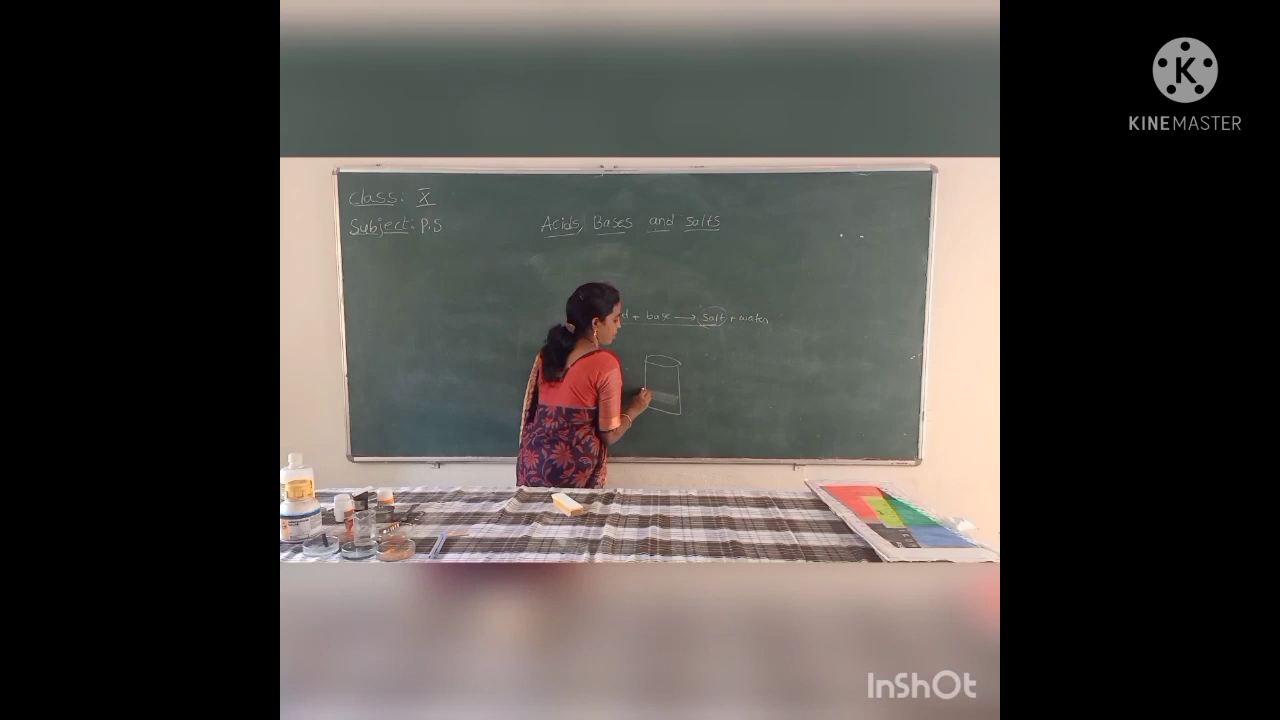 Class: X
Subject: P.S
Acids, Bases and Salts
+ base → Salt + water
KINEMASTER
InShOt